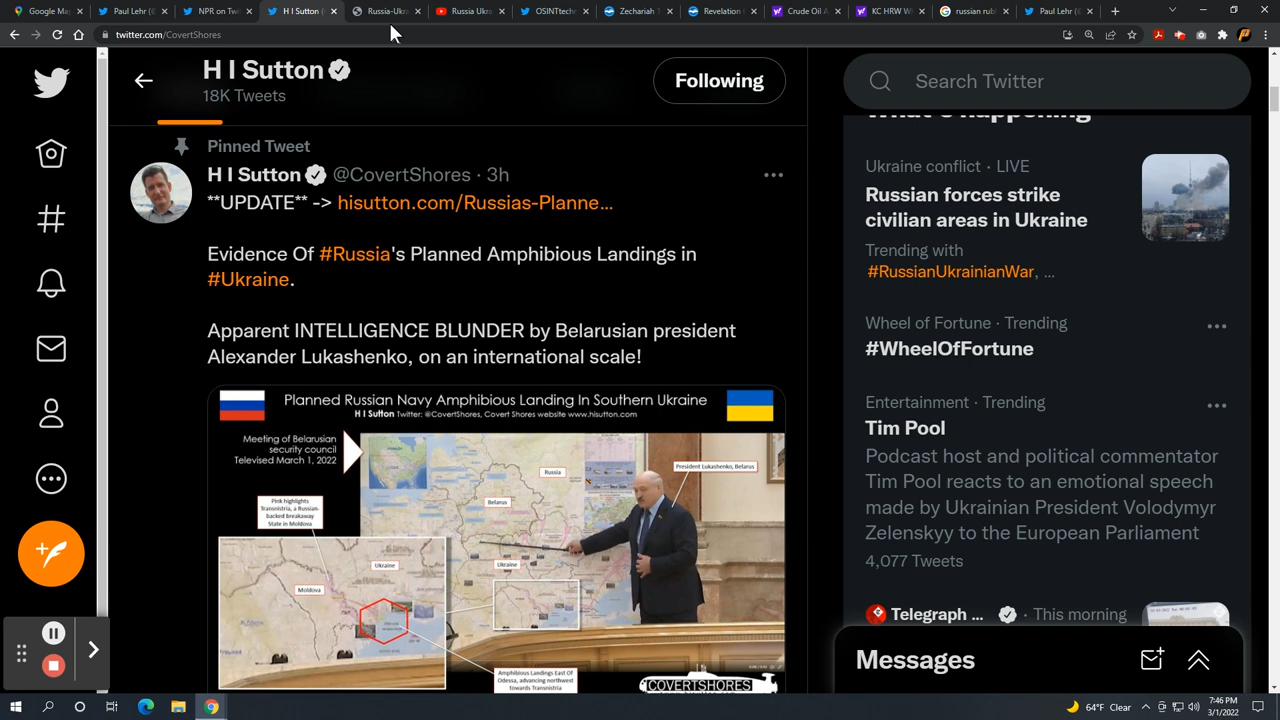 Google Ma
Paul Lehr (@
NPR on Tw
H I Sutton (
Russia-Ukra
Russia Ukra
OSINTtechn
Zechariah 1
Revelation
Crude Oil A
HRW W
russian rub
Paul Lehr (@
twitter.com/CovertShores
H I Sutton
18K Tweets
Following
Search Twitter
What's happening
Pinned Tweet
H I Sutton @CovertShores · 3h
**UPDATE** -> hisutton.com/Russias-Planne...
Evidence Of #Russia's Planned Amphibious Landings in
#Ukraine.
Apparent INTELLIGENCE BLUNDER by Belarusian president
Alexander Lukashenko, on an international scale!
Planned Russian Navy Amphibious Landing In Southern Ukraine
H I Sutton Twitter: @CovertShores, Covert Shores website www.hisutton.com
Meeting of Belarusian
security council
Televised March 1, 2022
Pink highlights
Transnistria, a Russian-
backed breakaway
State in Moldova
Russia
Belarus
Ukraine
President Lukashenko, Belarus
Ukraine
Moldova
Amphibious Landings East Of
Odessa, advancing northwest
towards Transnistria
COVERTSHORES
Ukraine conflict · LIVE
Russian forces strike
civilian areas in Ukraine
Trending with
#RussianUkrainianWar, ...
Wheel of Fortune · Trending
#WheelOfFortune
Entertainment · Trending
Tim Pool
Podcast host and political commentator
Tim Pool reacts to an emotional speech
made by Ukranian President Volodymyr
Zelenskyy to the European Parliament
4,077 Tweets
Telegraph ... · This morning
Messages
64°F Clear
7:46 PM
3/1/2022